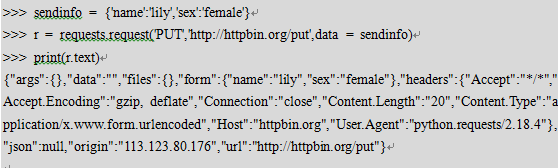 >>> sendinfo = {'name':'lily','sex':'female'}↵
>>> r = requests.request('PUT','http://httpbin.org/put',data = sendinfo)↵
>>> print(r.text)↵
{"args":{},"data":"","files":{},"form":{"name":"lily","sex":"female"},"headers":{"Accept":"*/*","
Accept.Encoding":"gzip, deflate","Connection":"close","Content.Length":"20","Content.Type":"a
pplication/x.www.form.urlencoded","Host":"httpbin.org","User.Agent":"python.requests/2.18.4"},
"json":null,"origin":"113.123.80.176","url":"http://httpbin.org/put"}↵